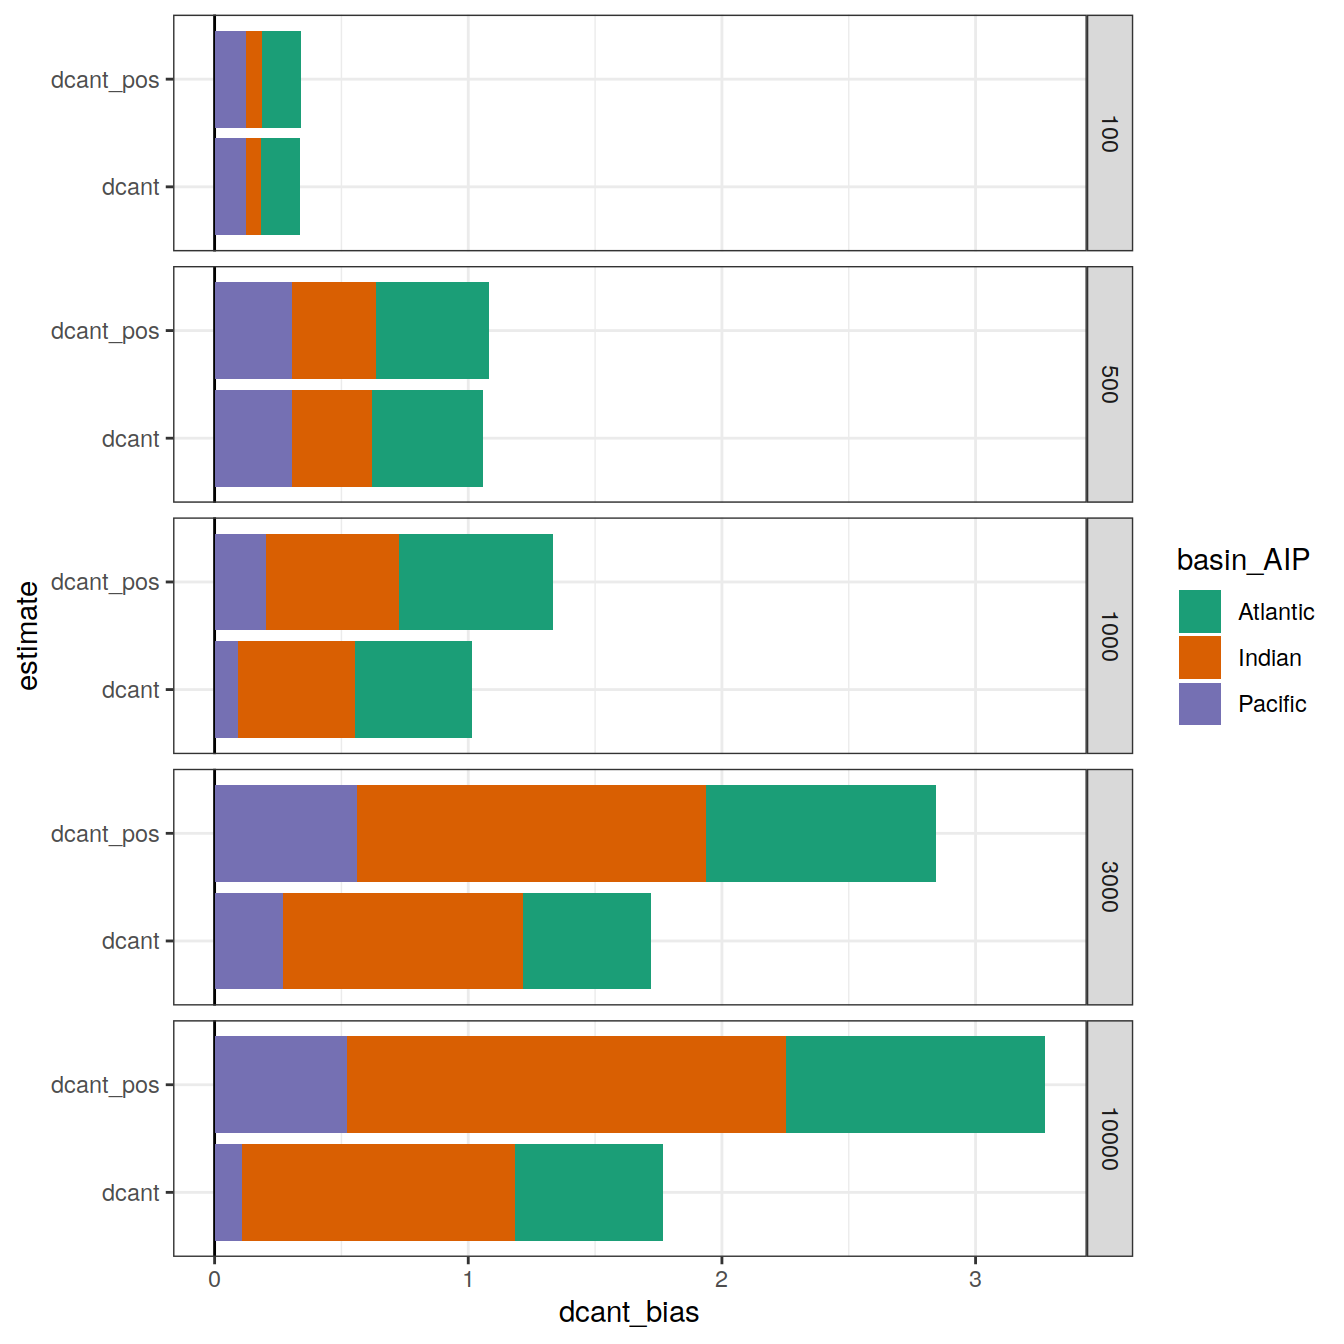 dcant_pos
dcant
100
dcant_pos
dcant
500
dcant_pos
dcant
1000
dcant_pos
dcant
3000
dcant_pos
dcant
10000
0 1 2 3
dcant_bias
estimate
basin_AIP
Atlantic
Indian
Pacific